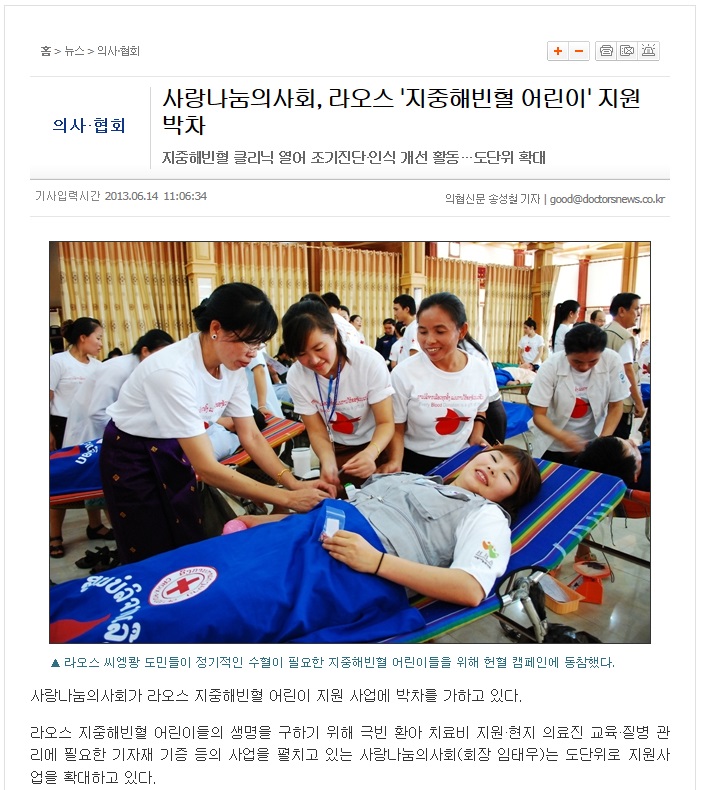 홈 > 뉴스 > 의사·협회
의사·협회
사랑나눔의사회, 라오스 '지중해빈혈 어린이' 지원
박차
지중해빈혈 클리닉 열어 조기진단·인식 개선 활동…도단위 확대
기사입력시간 2013.06.14 11:06:34
의협신문 송성철 기자 | good@doctorsnews.co.kr
▲ 라오스 씨엥쾅 도민들이 정기적인 수혈이 필요한 지중해빈혈 어린이들을 위해 헌혈 캠페인에 동참했다.
사랑나눔의사회가 라오스 지중해빈혈 어린이 지원 사업에 박차를 가하고 있다.
라오스 지중해빈혈 어린이들의 생명을 구하기 위해 극빈 환아 치료비 지원·현지 의료진 교육·질병 관
리에 필요한 기자재 기증 등의 사업을 펼치고 있는 사랑나눔의사회(회장 임태우)는 도단위로 지원사
업을 확대하고 있다.